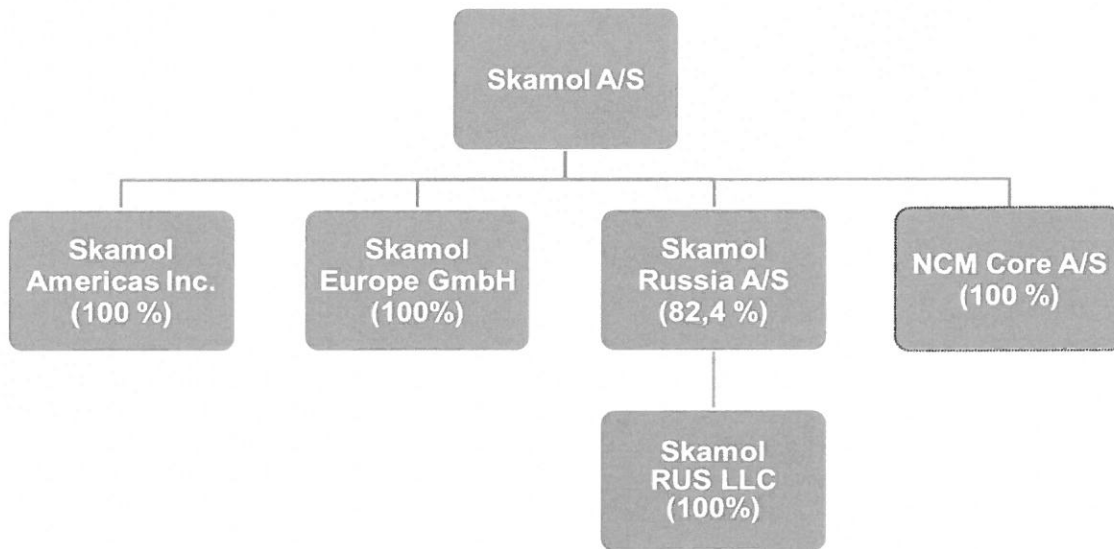 Skamol A/S
Skamol
Americas Inc.
(100 %)
Skamol
Europe GmbH
(100%)
Skamol
Russia A/S
(82,4 %)
NCM Core A/S
(100 %)
Skamol
RUS LLC
(100%)